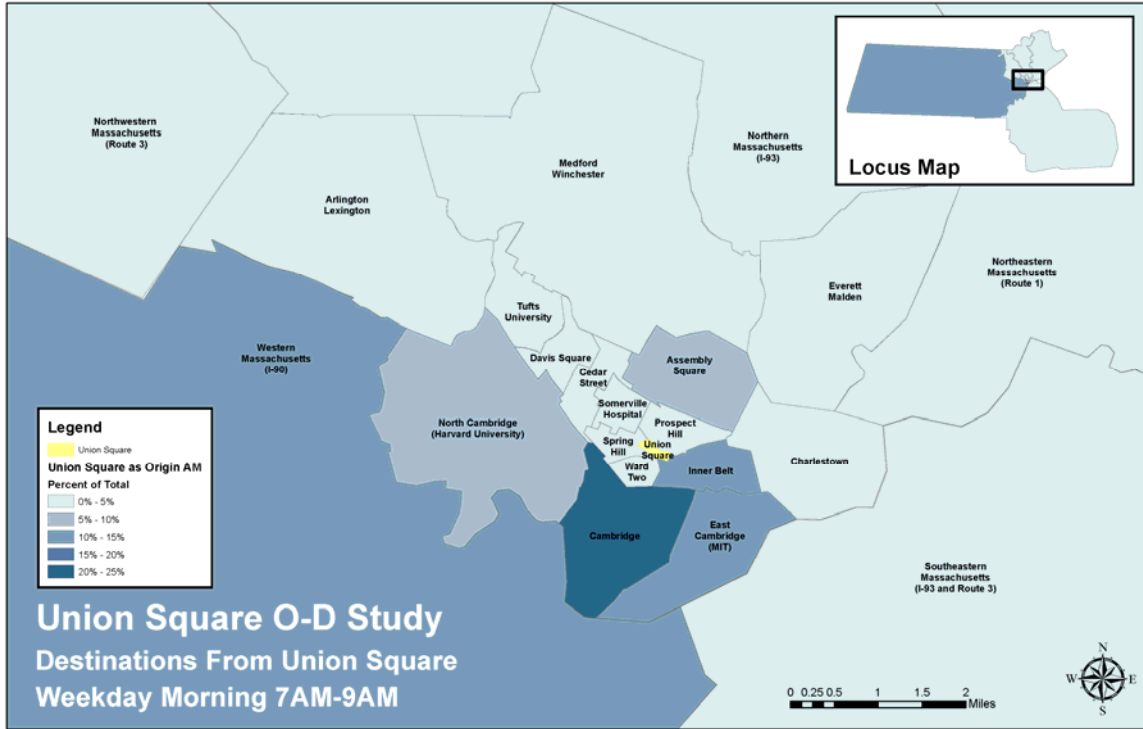 Northwestern
Massachusetts
(Route 3)
Arlington
Lexington
Medford
Winchester
Northern
Massachusetts
(I-93)
Locus Map
Northeastern
Massachusetts
(Route 1)
Everett
Malden
Tufts
University
Western
Massachusetts
(I-90)
Davis Square
Cedar
Street
Assembly
Square
Somerville
Hospital
North Cambridge
(Harvard University)
Prospect
Hill
Spring
Hill
Union
Square
Ward
Two
Inner Belt
Charlestown
Cambridge
East
Cambridge
(MIT)
Southeastern
Massachusetts
(I-93 and Route 3)
Legend
Union Square
Union Square as Origin AM
Percent of Total
0% - 5%
5% - 10%
10% - 15%
15% - 20%
20% - 25%
Union Square O-D Study
Destinations From Union Square
Weekday Morning 7AM-9AM
0 0.25 0.5 1 1.5 2
Miles
N
W E
S